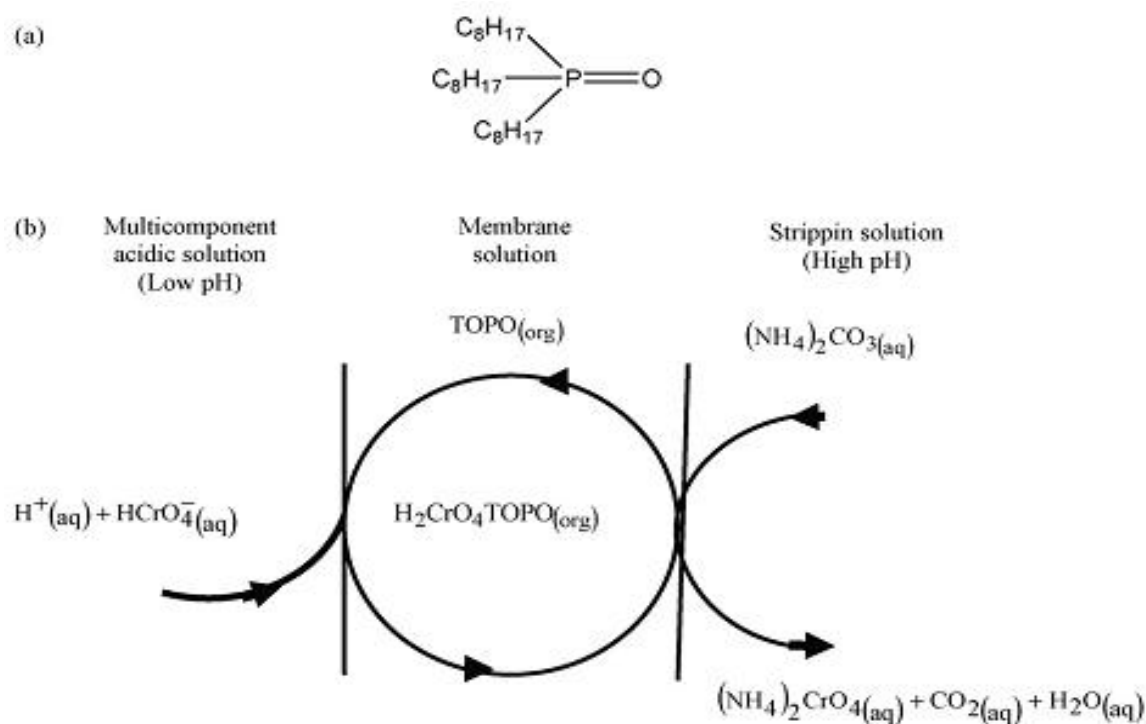 (a)
C₈H₁₇
C₈H₁₇—P=O
C₈H₁₇
(b)
Multicomponent
acidic solution
(Low pH)
Membrane
solution
Strippin solution
(High pH)
TOPO(org)
(NH₄)₂CO₃(aq)
H⁺(aq) + HCrO₄⁻(aq)
H₂CrO₄TOPO(org)
(NH₄)₂CrO₄(aq) + CO₂(aq) + H₂O(aq)